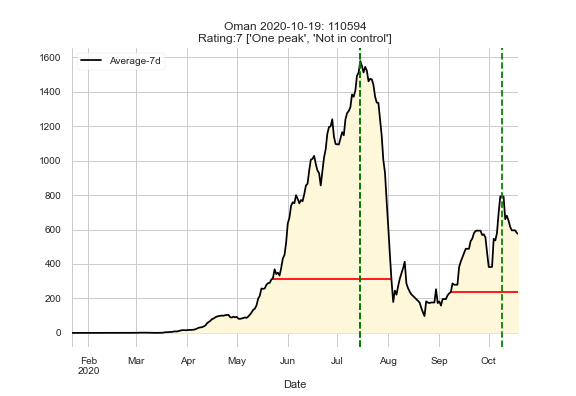 Oman 2020-10-19: 110594
Rating:7 ['One peak', 'Not in control']
Average-7d
1600
1400
1200
1000
800
600
400
200
0
Feb Mar Apr May Jun Jul Aug Sep Oct
2020
Date